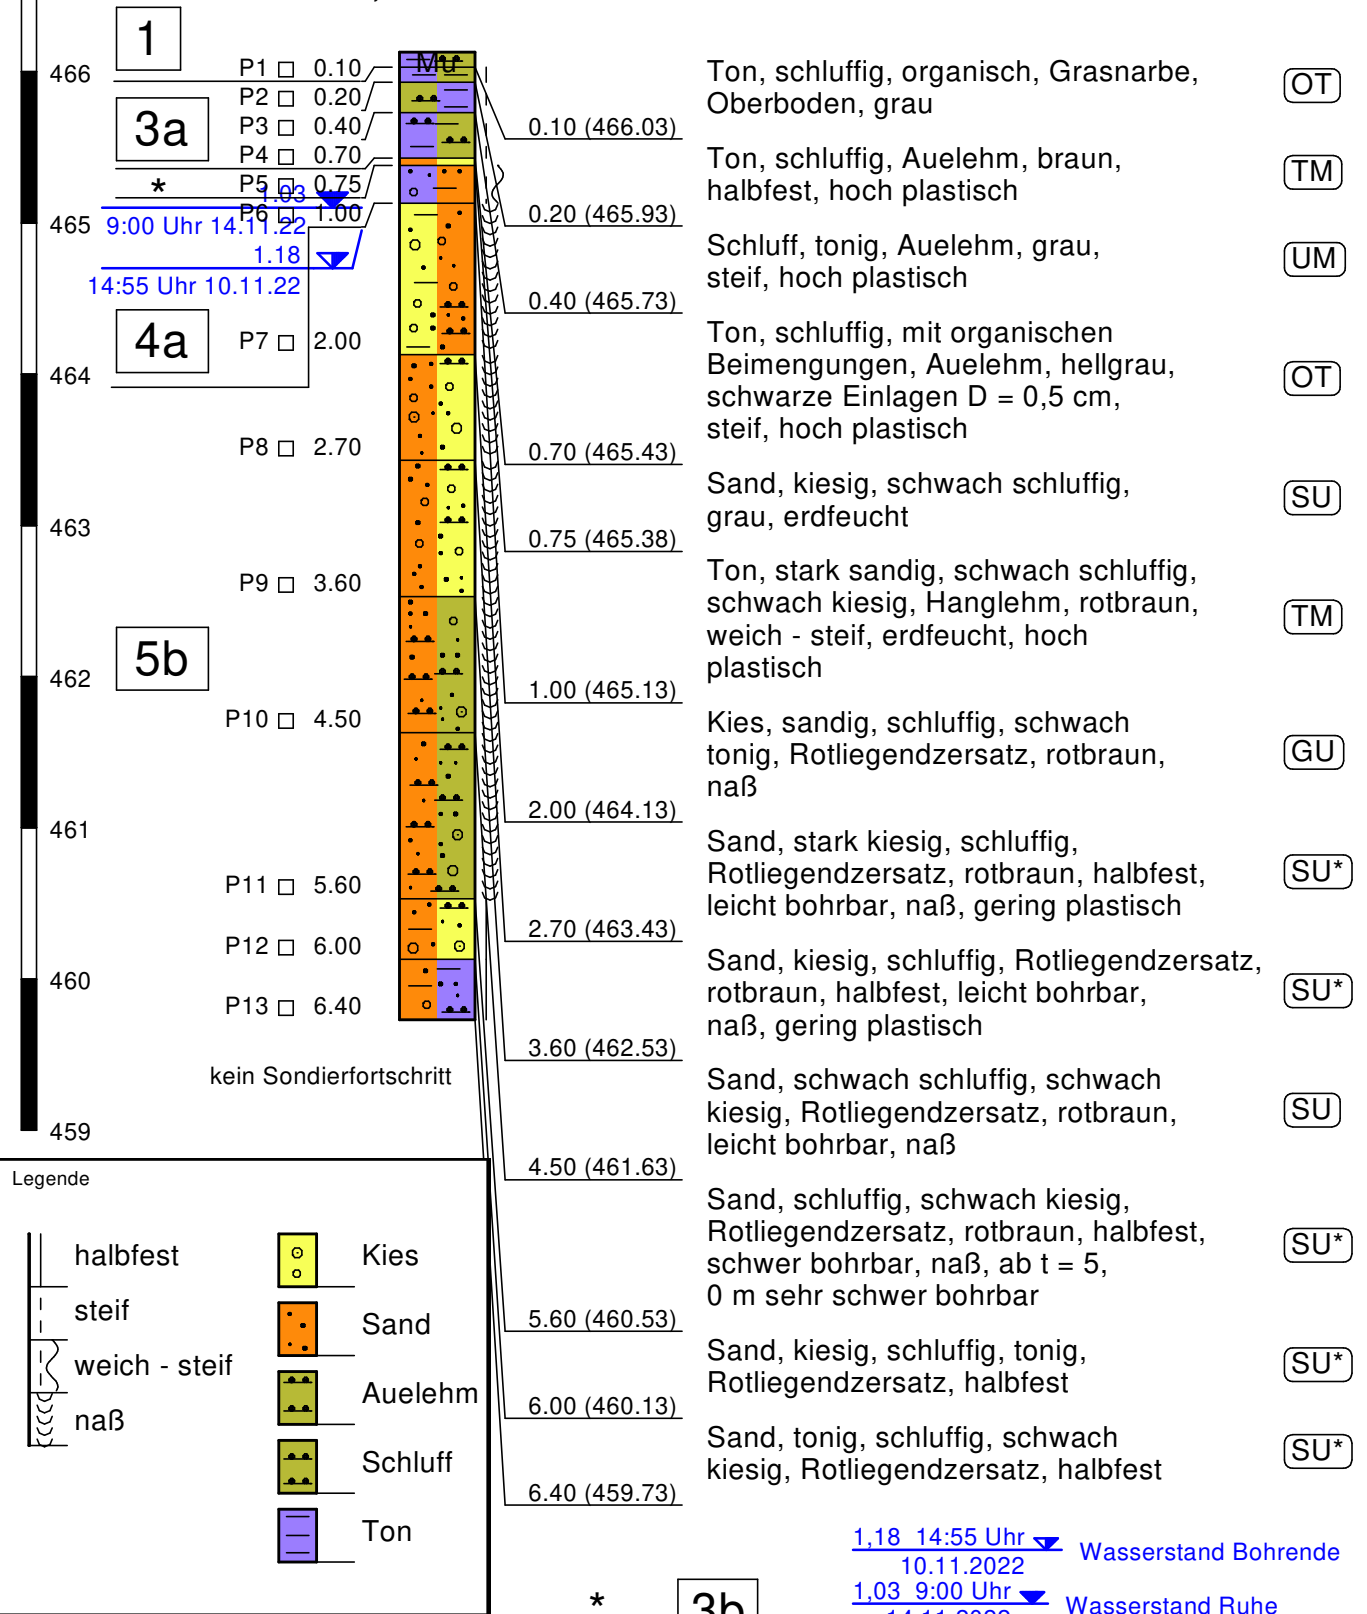 1
466
P1 0.10
Mu
P2 0.20
3a
P3 0.40
P4 0.70
*
P5 0.75
1.03
P6 1.00
465
9:00 Uhr 14.11.22
1.18
14:55 Uhr 10.11.22
4a
P7 2.00
464
P8 2.70
463
P9 3.60
5b
462
P10 4.50
461
P11 5.60
P12 6.00
460
P13 6.40
kein Sondierfortschritt
459
Ton, schluffig, organisch, Grasnarbe,
Oberboden, grau
OT
0.10 (466.03)
Ton, schluffig, Auelehm, braun,
halbfest, hoch plastisch
TM
0.20 (465.93)
Schluff, tonig, Auelehm, grau,
steif, hoch plastisch
UM
0.40 (465.73)
Ton, schluffig, mit organischen
Beimengungen, Auelehm, hellgrau,
schwarze Einlagen D = 0,5 cm,
steif, hoch plastisch
OT
0.70 (465.43)
Sand, kiesig, schwach schluffig,
grau, erdfeucht
SU
0.75 (465.38)
Ton, stark sandig, schwach schluffig,
schwach kiesig, Hanglehm, rotbraun,
weich - steif, erdfeucht, hoch
plastisch
TM
1.00 (465.13)
Kies, sandig, schluffig, schwach
tonig, Rotliegendzersatz, rotbraun,
naß
GU
2.00 (464.13)
Sand, stark kiesig, schluffig,
Rotliegendzersatz, rotbraun, halbfest,
leicht bohrbar, naß, gering plastisch
SU*
2.70 (463.43)
Sand, kiesig, schluffig, Rotliegendzersatz,
rotbraun, halbfest, leicht bohrbar,
naß, gering plastisch
SU*
3.60 (462.53)
Sand, schwach schluffig, schwach
kiesig, Rotliegendzersatz, rotbraun,
leicht bohrbar, naß
SU
4.50 (461.63)
Sand, schluffig, schwach kiesig,
Rotliegendzersatz, rotbraun, halbfest,
schwer bohrbar, naß, ab t = 5,
0 m sehr schwer bohrbar
SU*
5.60 (460.53)
Sand, kiesig, schluffig, tonig,
Rotliegendzersatz, halbfest
SU*
6.00 (460.13)
Sand, tonig, schluffig, schwach
kiesig, Rotliegendzersatz, halbfest
SU*
6.40 (459.73)
Legende
halbfest
steif
weich - steif
naß
Kies
Sand
Auelehm
Schluff
Ton
* 3b
1,18 14:55 Uhr
10.11.2022
Wasserstand Bohrende
1,03 9:00 Uhr
14.11.2022
Wasserstand Ruhe